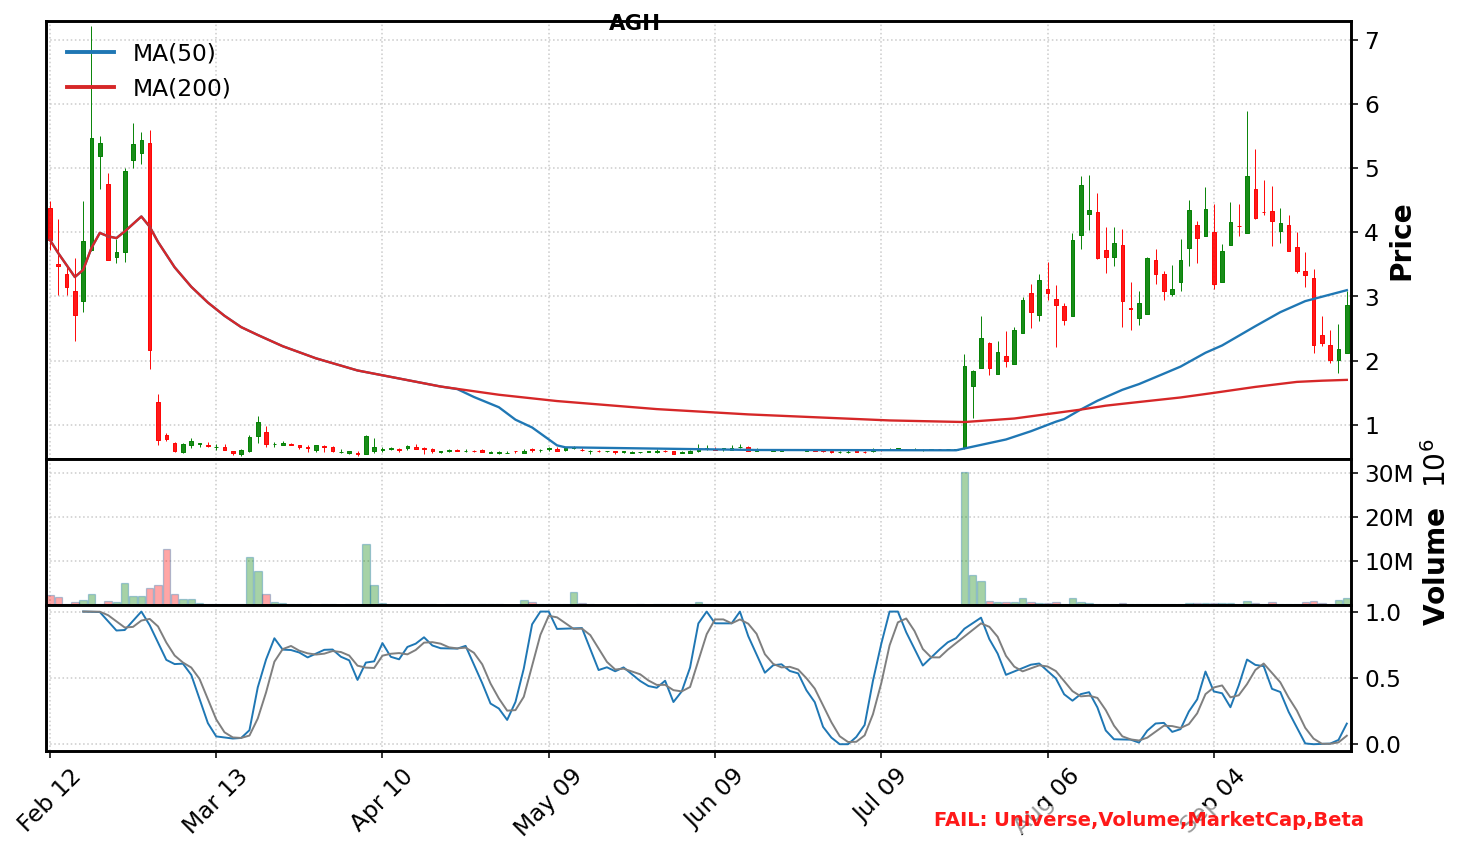 AGH
MA(50)
MA(200)
7
6
5
4
3
2
1
Price
30M
20M
10M
Volume 10^6
1.0
0.5
0.0
Feb 12
Mar 13
Apr 10
May 09
Jun 09
Jul 09
Aug 06
Sep 04
FAIL: Universe,Volume,MarketCap,Beta